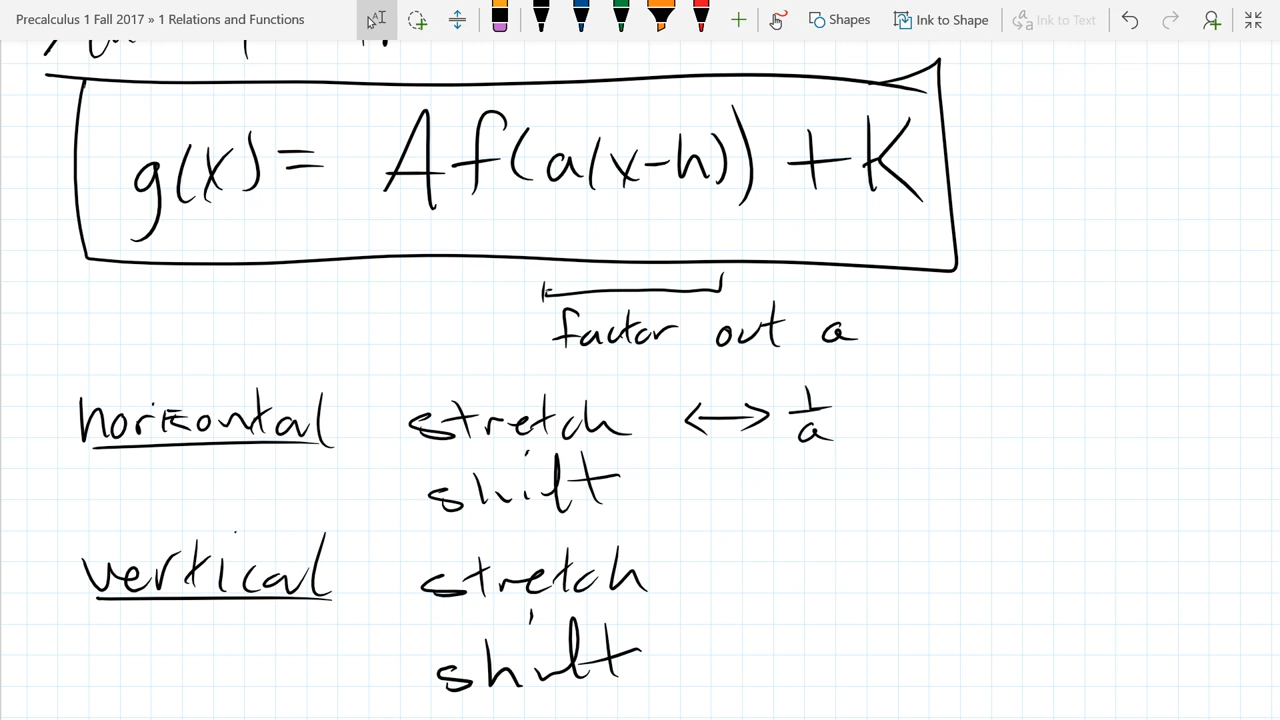 Precalculus 1 Fall 2017 » 1 Relations and Functions
Shapes
Ink to Shape
Ink to Text
g(x) = Af(a(x-h)) + K
factor out a
horizontal stretch ↔ 1/a
shift
vertical stretch
shift